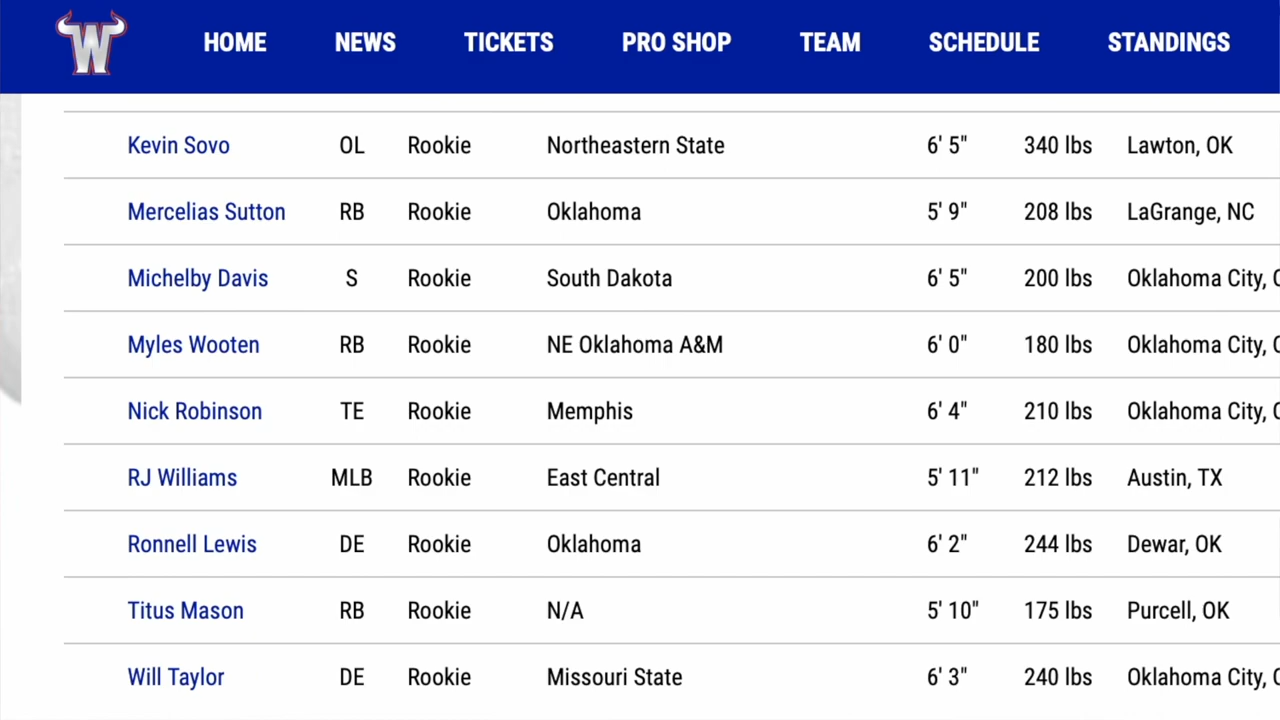 W HOME NEWS TICKETS PRO SHOP TEAM SCHEDULE STANDINGS
Kevin Sovo OL Rookie Northeastern State 6' 5" 340 lbs Lawton, OK
Mercelias Sutton RB Rookie Oklahoma 5' 9" 208 lbs LaGrange, NC
Michelby Davis S Rookie South Dakota 6' 5" 200 lbs Oklahoma City,
Myles Wooten RB Rookie NE Oklahoma A&M 6' 0" 180 lbs Oklahoma City,
Nick Robinson TE Rookie Memphis 6' 4" 210 lbs Oklahoma City,
RJ Williams MLB Rookie East Central 5' 11" 212 lbs Austin, TX
Ronnell Lewis DE Rookie Oklahoma 6' 2" 244 lbs Dewar, OK
Titus Mason RB Rookie N/A 5' 10" 175 lbs Purcell, OK
Will Taylor DE Rookie Missouri State 6' 3" 240 lbs Oklahoma City,